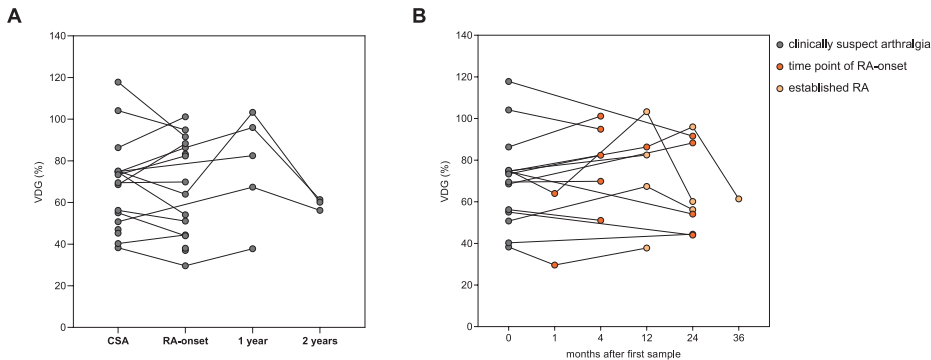 A
VDG (%)
140
120
100
80
60
40
20
0
CSA RA-onset 1 year 2 years
B
VDG (%)
140
120
100
80
60
40
20
0
0 1 4 12 24 36
months after first sample
clinically suspect arthralgia
time point of RA-onset
established RA